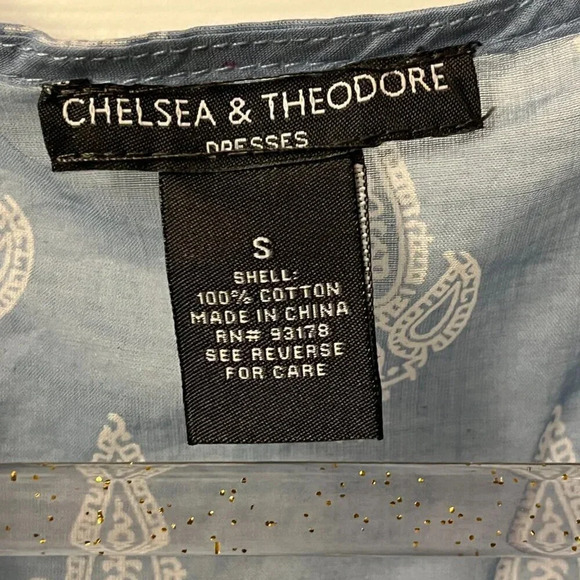 CHELSEA & THEODORE
DRESSES
S
SHELL:
100% COTTON
MADE IN CHINA
RN# 93178
SEE REVERSE
FOR CARE